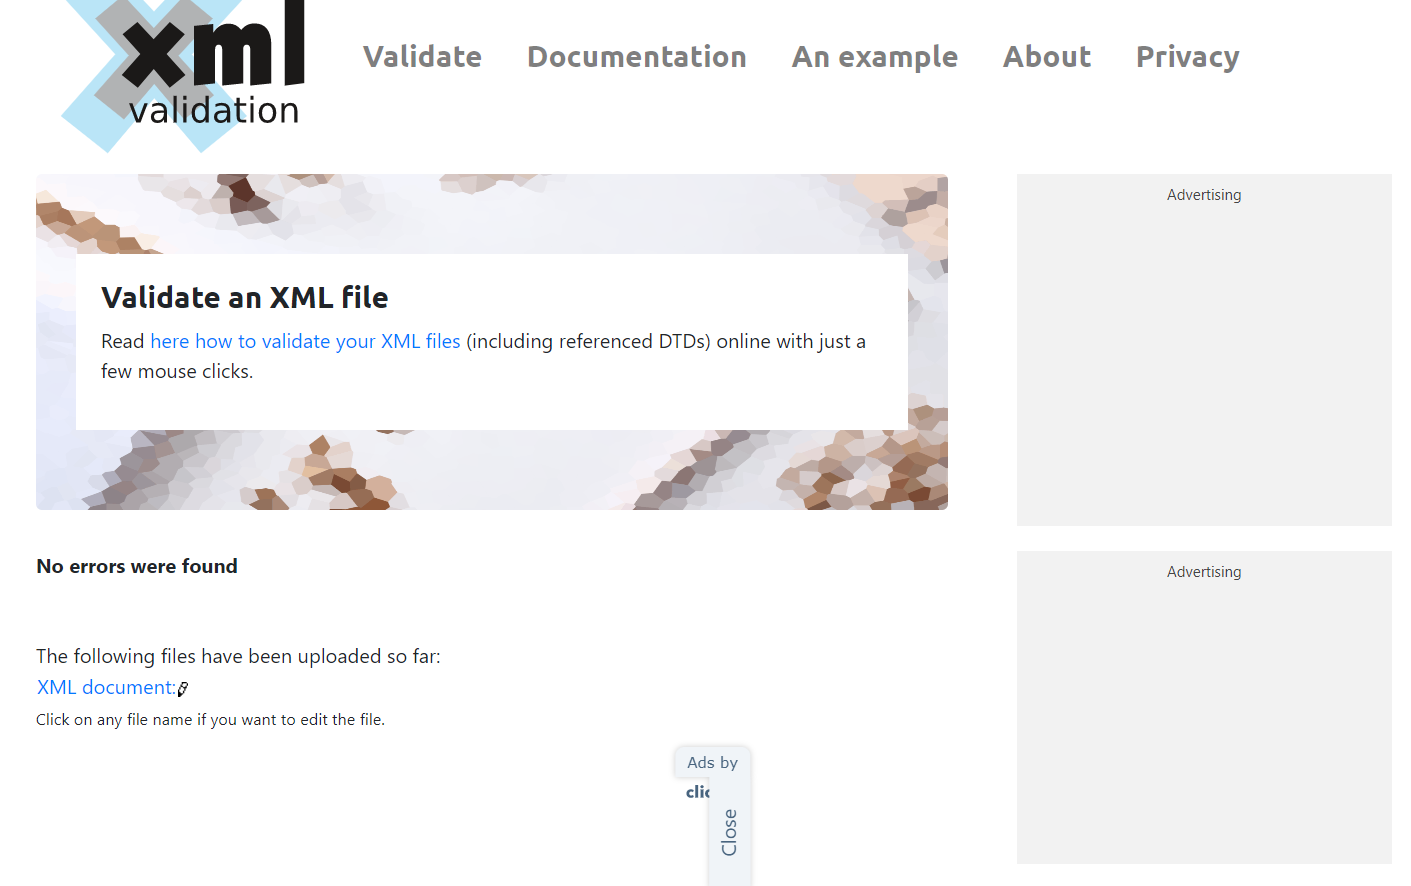 xml
validation
Validate
Documentation
An example
About
Privacy
Advertising
Validate an XML file
Read here how to validate your XML files (including referenced DTDs) online with just a
few mouse clicks.
No errors were found
Advertising
The following files have been uploaded so far:
XML document:
Click on any file name if you want to edit the file.
Ads by
Close